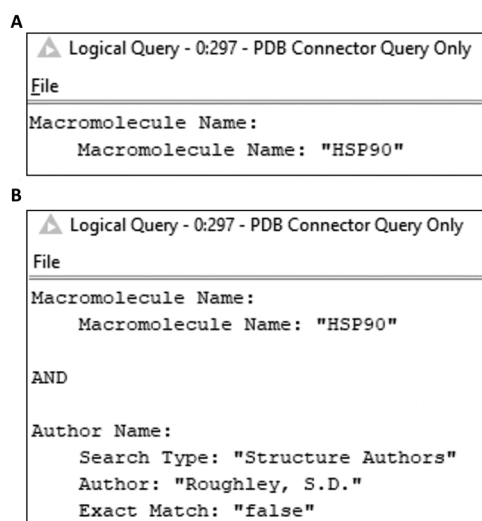 A
Logical Query - 0:297 - PDB Connector Query Only
File
Macromolecule Name:
Macromolecule Name: "HSP90"
B
Logical Query - 0:297 - PDB Connector Query Only
File
Macromolecule Name:
Macromolecule Name: "HSP90"
AND
Author Name:
Search Type: "Structure Authors"
Author: "Roughley, S.D."
Exact Match: "false"